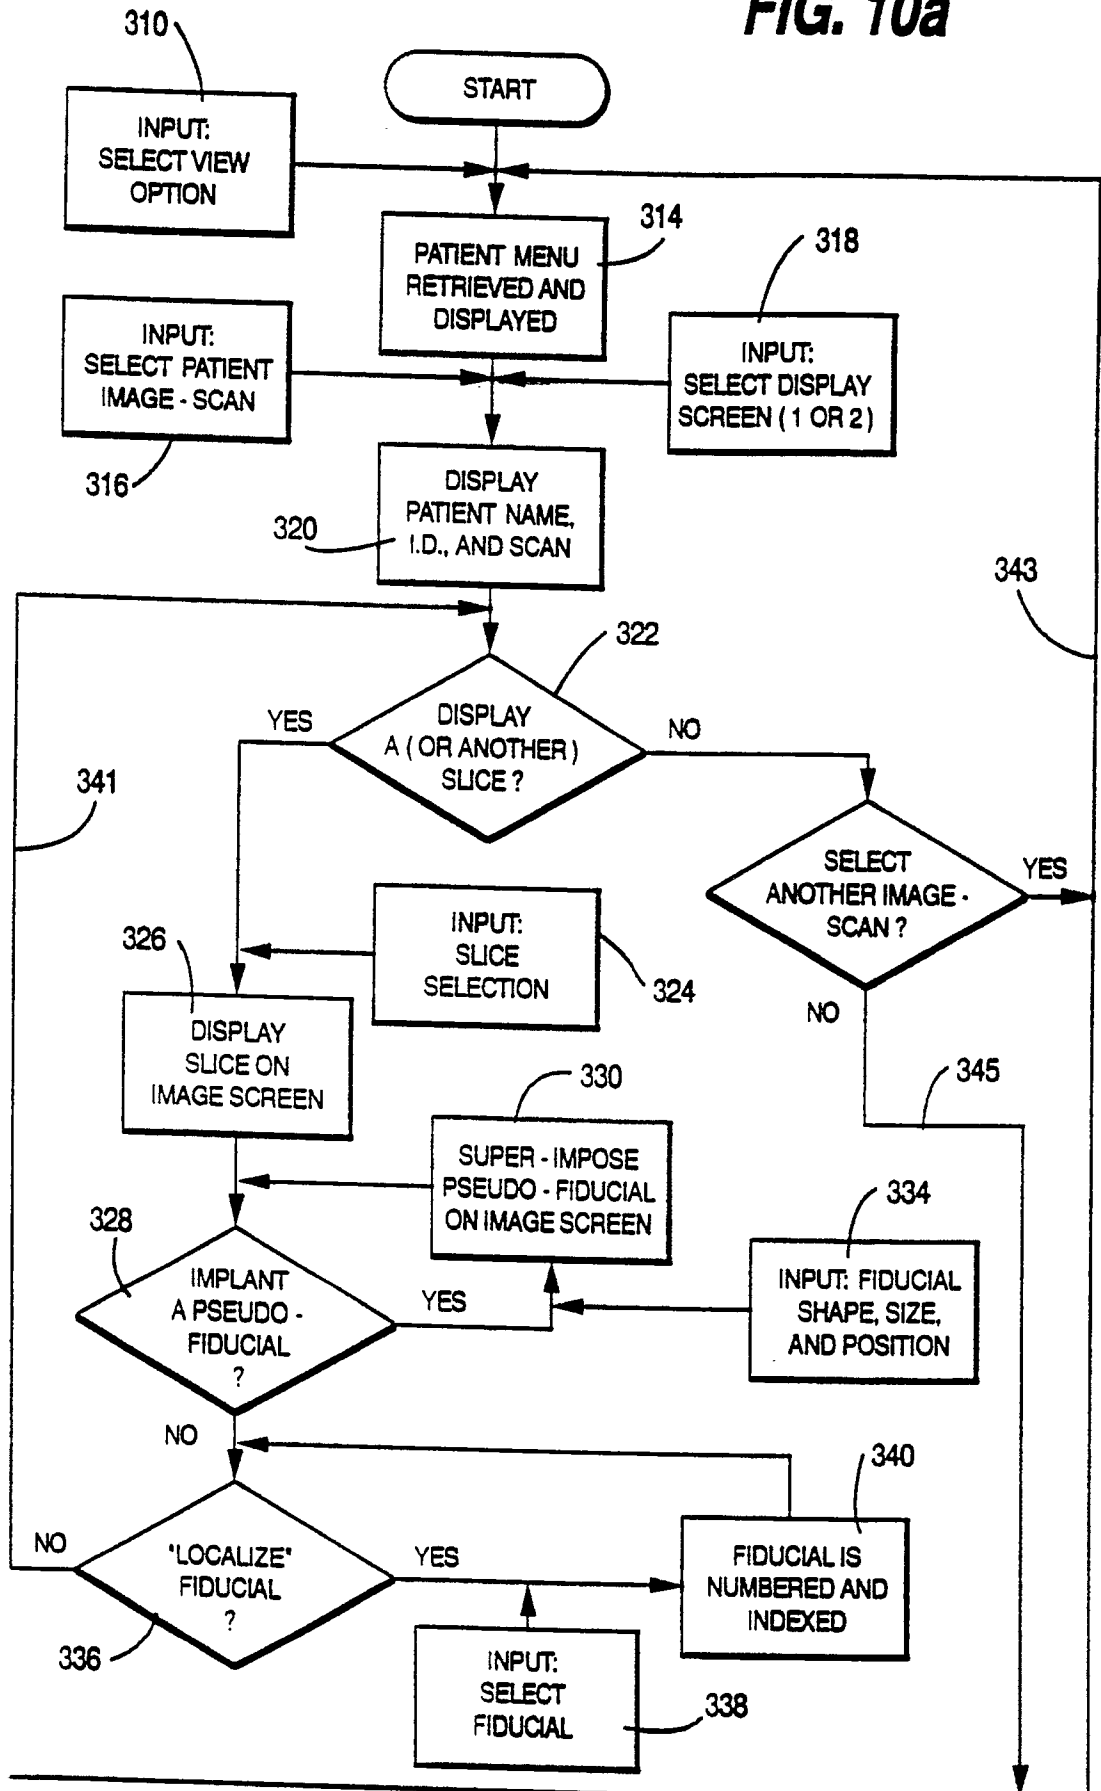 FIG. 10a
310
START
INPUT:
SELECT VIEW
OPTION
314
318
PATIENT MENU
RETRIEVED AND
DISPLAYED
INPUT:
SELECT PATIENT
IMAGE - SCAN
INPUT:
SELECT DISPLAY
SCREEN ( 1 OR 2 )
316
DISPLAY
PATIENT NAME,
I.D., AND SCAN
320
343
322
YES
DISPLAY
A ( OR ANOTHER )
SLICE ?
NO
341
SELECT
ANOTHER IMAGE -
SCAN ?
YES
INPUT:
SLICE
SELECTION
326
324
NO
DISPLAY
SLICE ON
IMAGE SCREEN
330
345
SUPER - IMPOSE
PSEUDO - FIDUCIAL
ON IMAGE SCREEN
334
328
IMPLANT
A PSEUDO -
FIDUCIAL
?
YES
INPUT: FIDUCIAL
SHAPE, SIZE,
AND POSITION
NO
340
NO
"LOCALIZE"
FIDUCIAL
?
YES
FIDUCIAL IS
NUMBERED AND
INDEXED
336
INPUT:
SELECT
FIDUCIAL
338